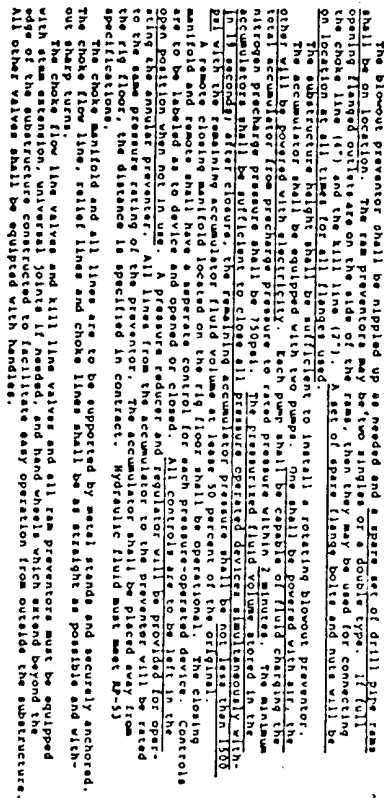 The blowout preventor shall be nippled up as needed and a spare set of drill pipe rams
shall be on location. The ram preventors may be two singles or a double type. If full
opening flanged outlets are on the side of the rams, then they may be used for connecting
the choke line (4") and the kill line (2"). A set of spare flange bolts and nuts will be
on location at all times for all flanges used.
The substructure height shall be sufficient to install a rotating blowout preventor.
The accumulator shall be equipped with two pumps. One shall be powered with air, the
other will be powered with electricity. Each pump shall be capable of fluid charging the
total accumulator from precharge pressure to rated pressure within 2 minutes. The minimum
nitrogen precharge pressure shall be 750psi. The pressurized fluid volume stored in the
accumulators shall be sufficient to close all pressure operated devices simultaneously with-
in 15 seconds, after closure, the remaining accumulator pressure shall be not less than 1500
psi with the remaining accumulator fluid volume at lease 50 percent of the original.
A remote closing manifold located on the rig floor shall be operational. The closing
manifold and remote shall have a seperate control for each pressure-operated device. Controls
are to be labeled as to device and opened or closed. All controls are to be left in the
open position when not in use. A pressure reducer and regulator will be provided for oper-
ating the annular preventer. All lines from the accumulator to the preventor will be rated
to the same pressure rating of the preventor. The accumulator shall be placed away from
the rig floor, the distance is specified in contract. Hydraulic fluid must meet RP-53
specifications.
The choke manifold and all lines are to be supported by metal stands and securely anchored.
The choke flow line, relief lines and choke lines shall be as straight as possible and with-
out sharp turns.
The choke flow line valves and kill line valves and all ram preventors must be equipped
with ram extension, universal joints if needed, and hand wheels which extend beyond the
edge of the substructure constructed to facilitate easy operation from outside the substructure.
All other valves shall be equipted with handles.